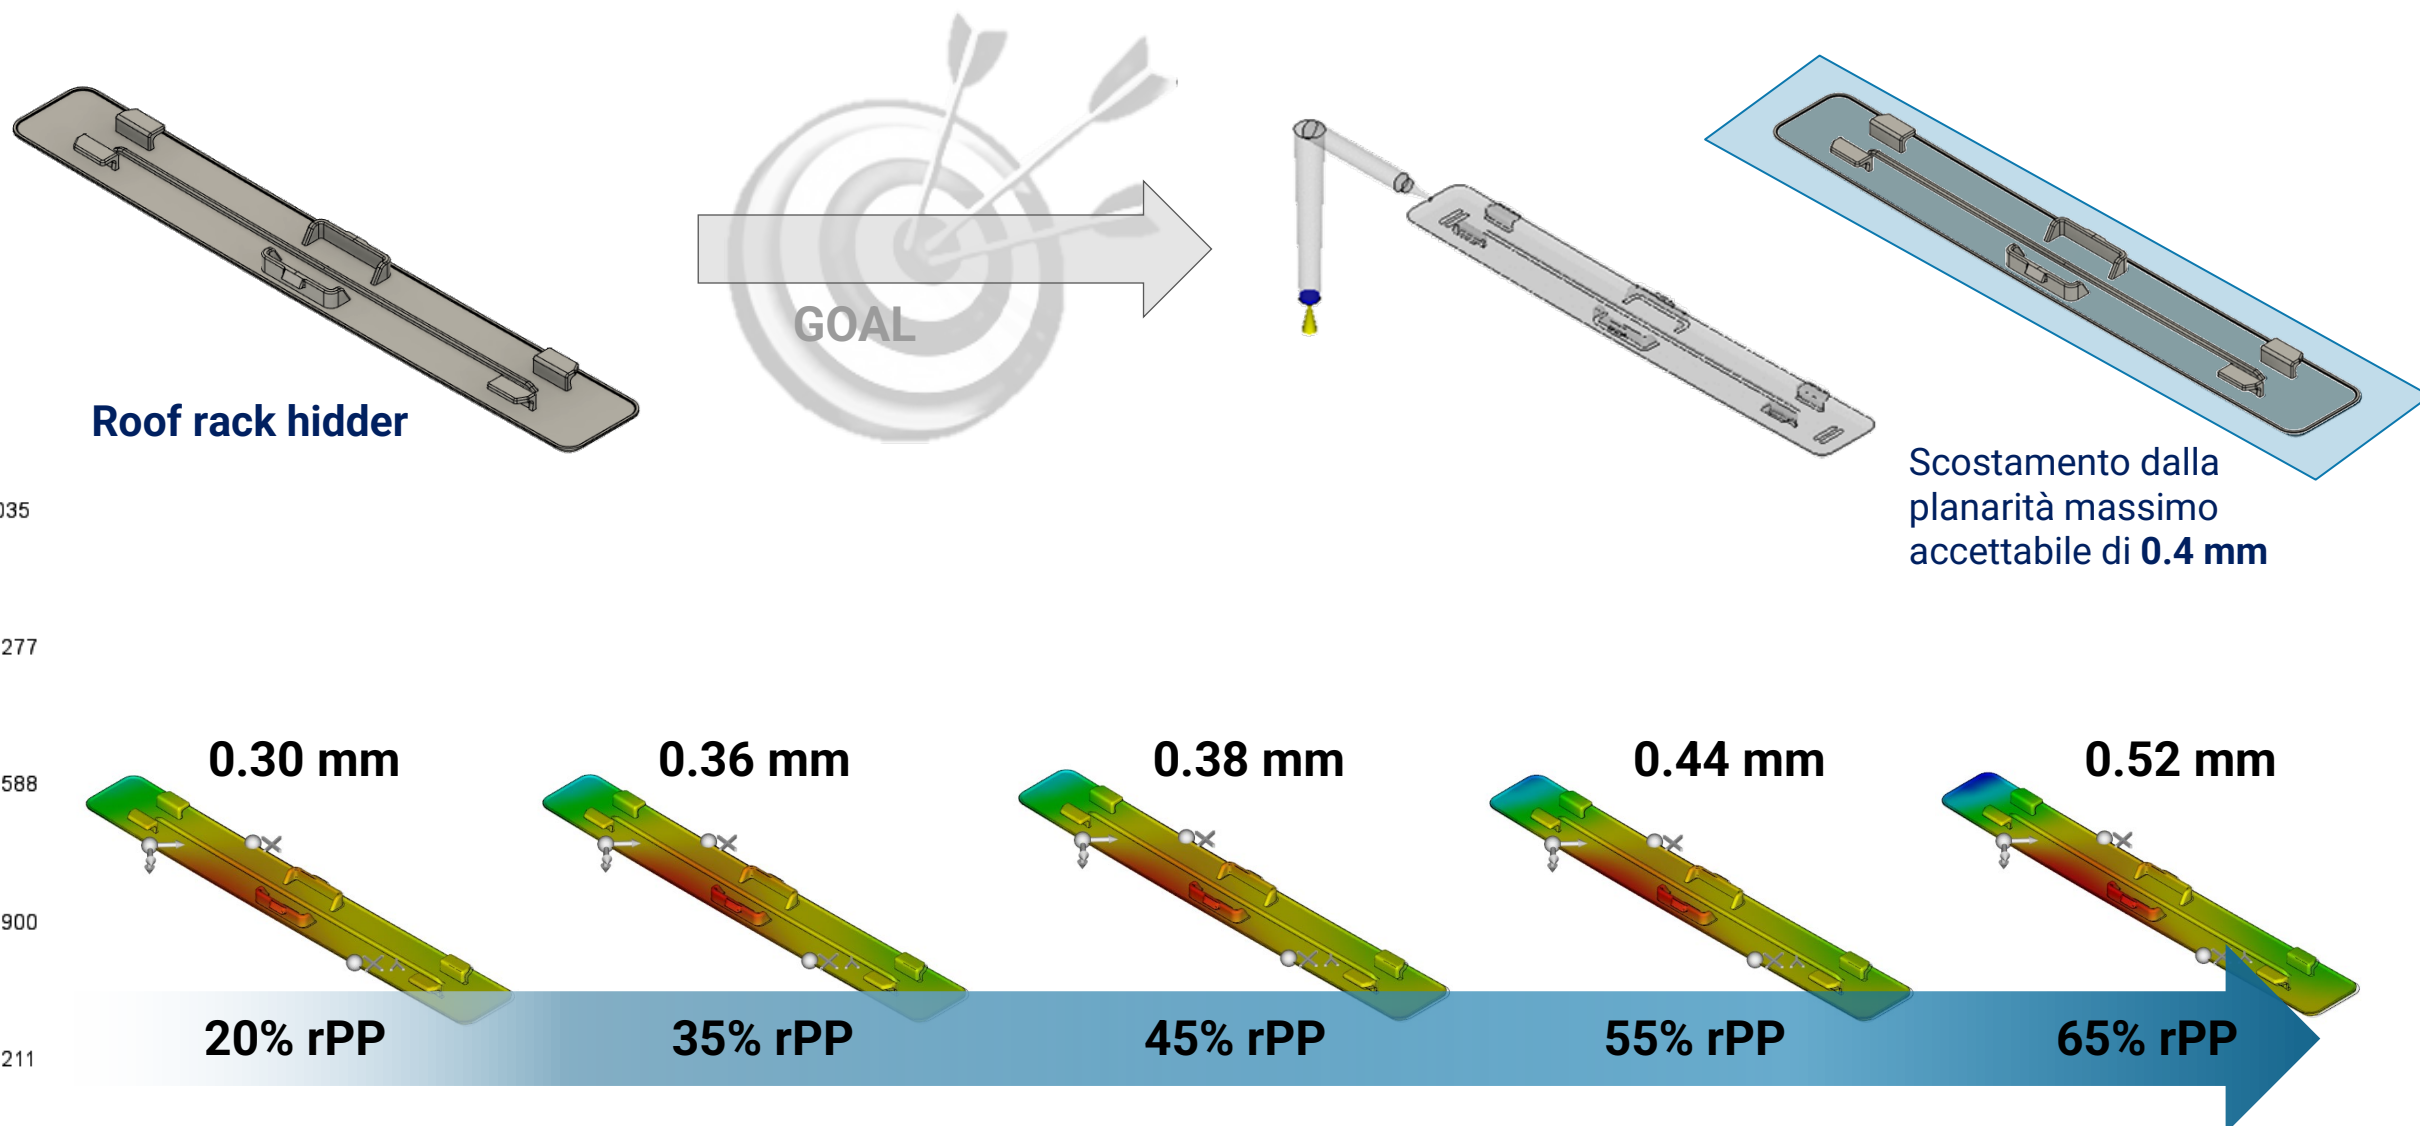 GOAL
Roof rack hidder
Scostamento dalla
planarità massimo
accettabile di 0.4 mm
035
277
588
900
211
0.30 mm
0.36 mm
0.38 mm
0.44 mm
0.52 mm
20% rPP
35% rPP
45% rPP
55% rPP
65% rPP